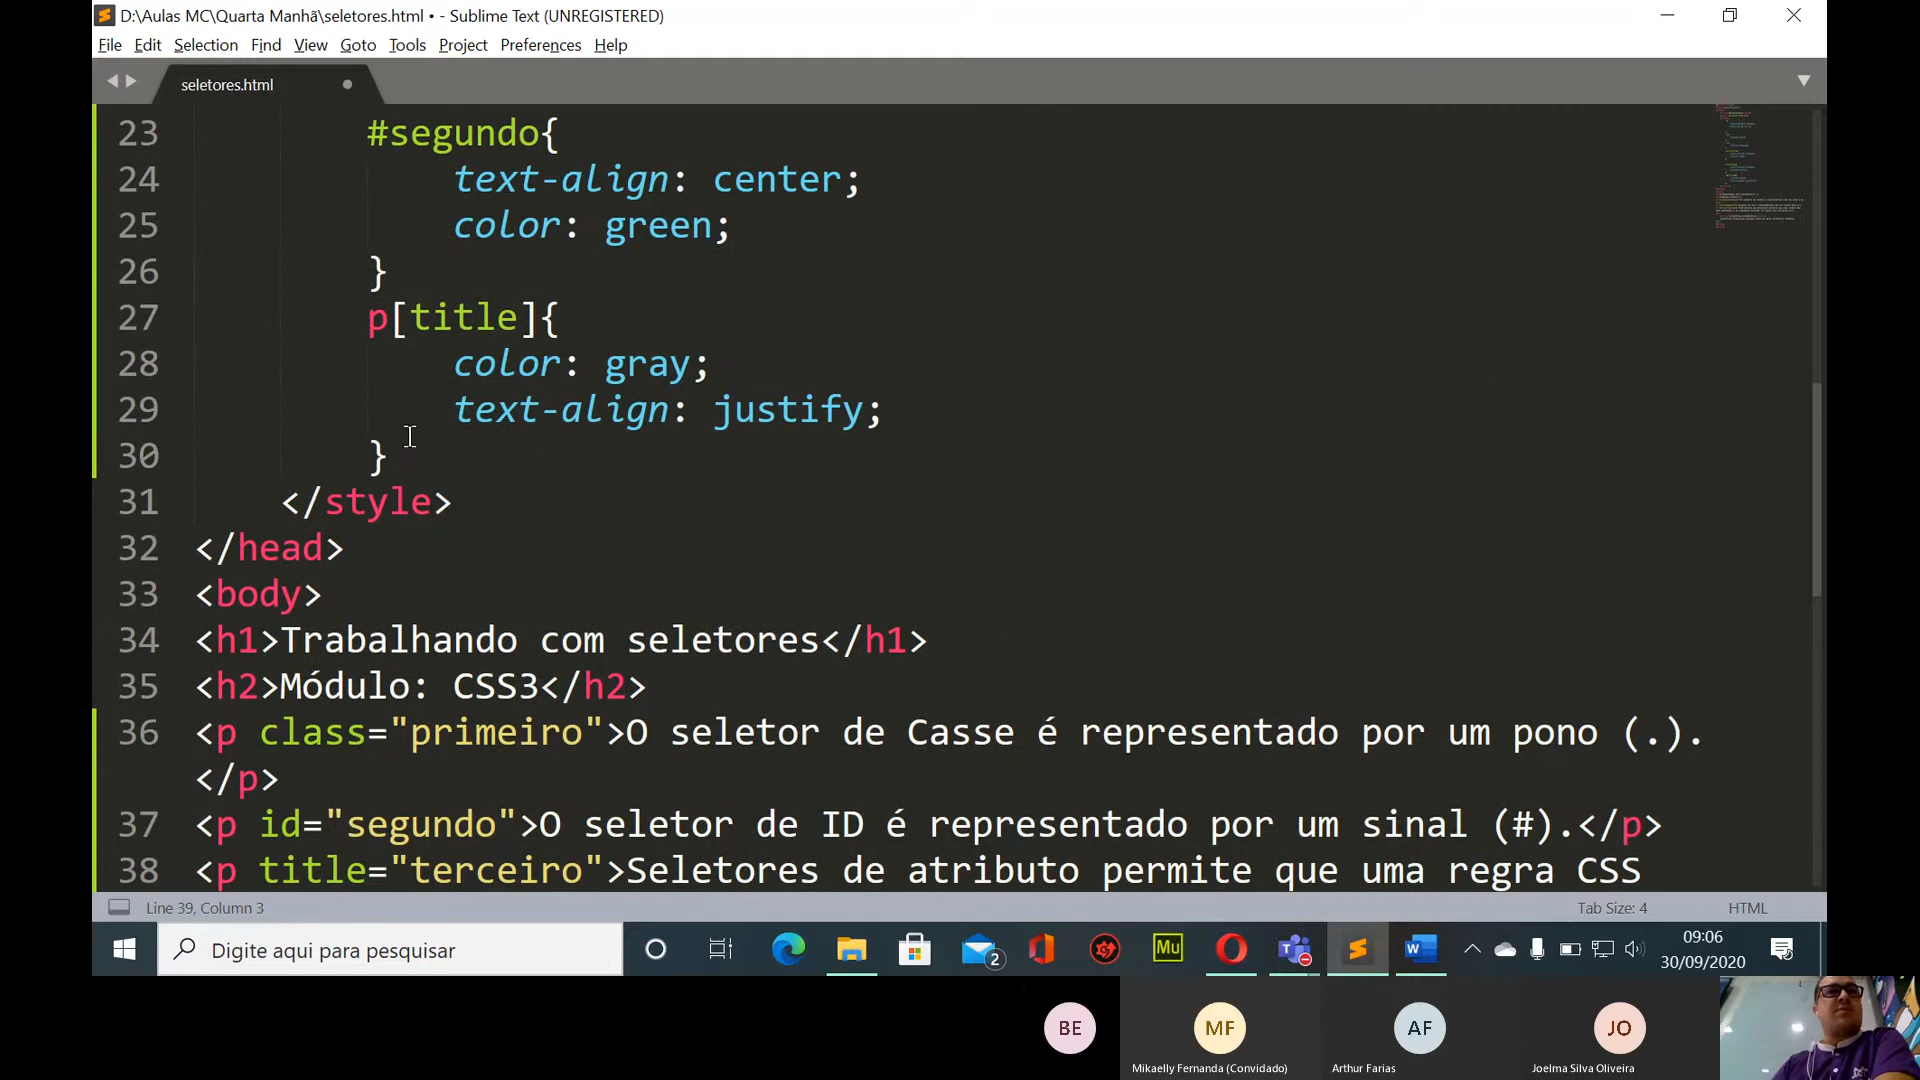 D:\Aulas MC\Quarta Manhã\seletores.html • - Sublime Text (UNREGISTERED)
File Edit Selection Find View Goto Tools Project Preferences Help
seletores.html
23 #segundo{
24 text-align: center;
25 color: green;
26 }
27 p[title]{
28 color: gray;
29 text-align: justify;
30 }
31 </style>
32 </head>
33 <body>
34 <h1>Trabalhando com seletores</h1>
35 <h2>Módulo: CSS3</h2>
36 <p class="primeiro">O seletor de Casse é representado por um pono (.).
</p>
37 <p id="segundo">O seletor de ID é representado por um sinal (#).</p>
38 <p title="terceiro">Seletores de atributo permite que uma regra CSS
Line 39, Column 3 Tab Size: 4 HTML
Digite aqui para pesquisar
2
Mu
09:06
30/09/2020
BE MF AF JO
Mikaelly Fernanda (Convidado) Arthur Farias Joelma Silva Oliveira